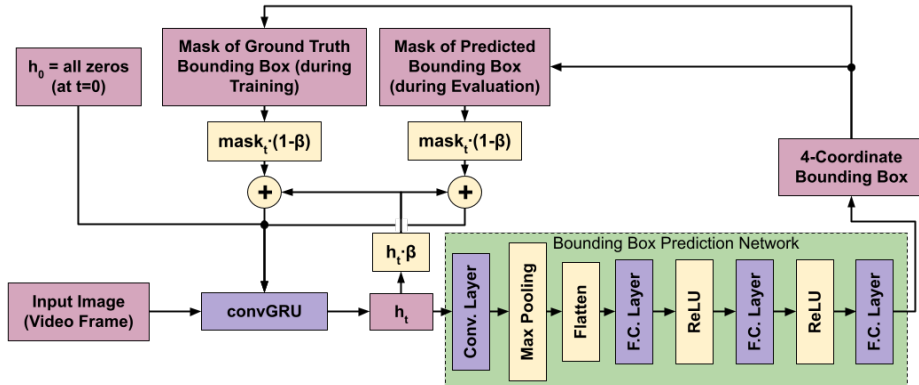 h0 = all zeros
(at t=0)
Mask of Ground Truth
Bounding Box (during
Training)
Mask of Predicted
Bounding Box
(during Evaluation)
maskt·(1-β)
maskt·(1-β)
+
+
4-Coordinate
Bounding Box
ht·β
Bounding Box Prediction Network
Input Image
(Video Frame)
convGRU
ht
Conv. Layer
Max Pooling
Flatten
F.C. Layer
ReLU
F.C. Layer
ReLU
F.C. Layer